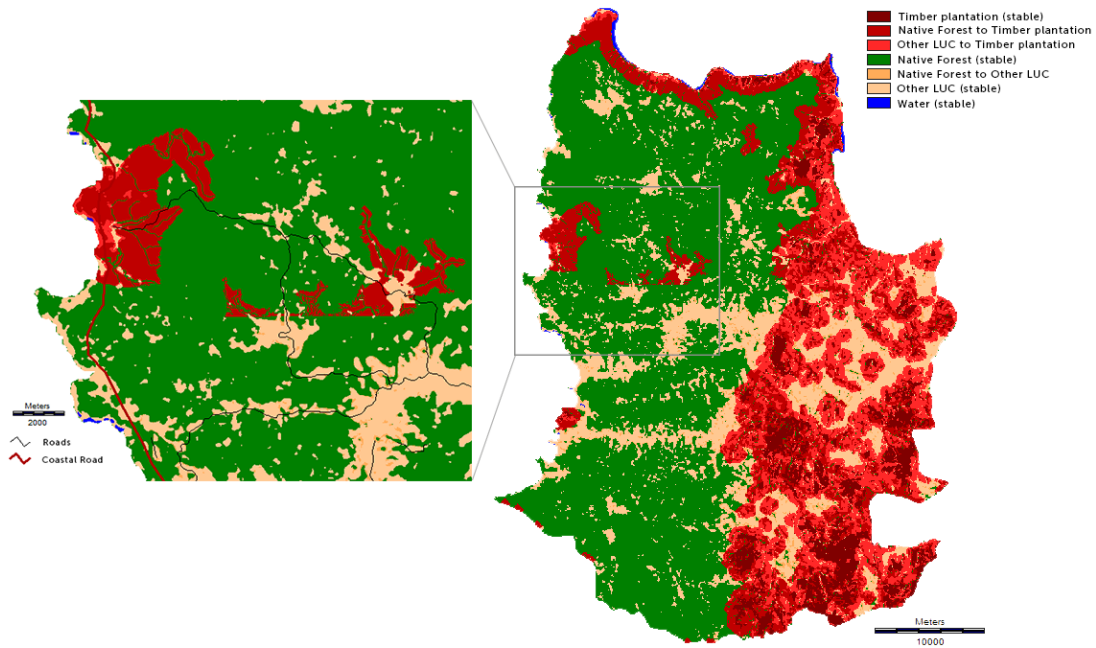 Timber plantation (stable)
Native Forest to Timber plantation
Other LUC to Timber plantation
Native Forest (stable)
Native Forest to Other LUC
Other LUC (stable)
Water (stable)
Meters
2000
Roads
Coastal Road
Meters
10000